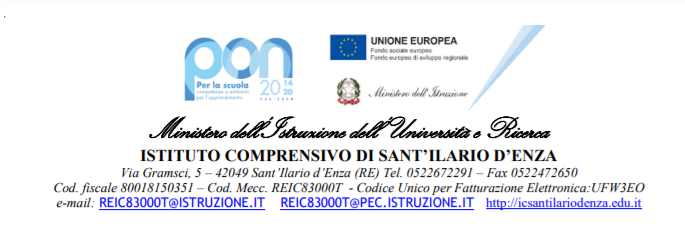 pon
Per la scuola
competenze e ambienti
per l'apprendimento
2014
20
UNIONE EUROPEA
Fondo sociale europeo
Fondo europeo di sviluppo regionale
Ministero dell'Istruzione
Ministero dell'Istruzione dell'Università e Ricerca
ISTITUTO COMPRENSIVO DI SANT'ILARIO D'ENZA
Via Gramsci, 5 – 42049 Sant'Ilario d'Enza (RE) Tel. 0522672291 – Fax 0522472650
Cod. fiscale 80018150351 – Cod. Mecc. REIC83000T - Codice Unico per Fatturazione Elettronica:UFW3EO
e-mail: REIC83000T@ISTRUZIONE.IT REIC83000T@PEC.ISTRUZIONE.IT http://icsantilariodenza.edu.it